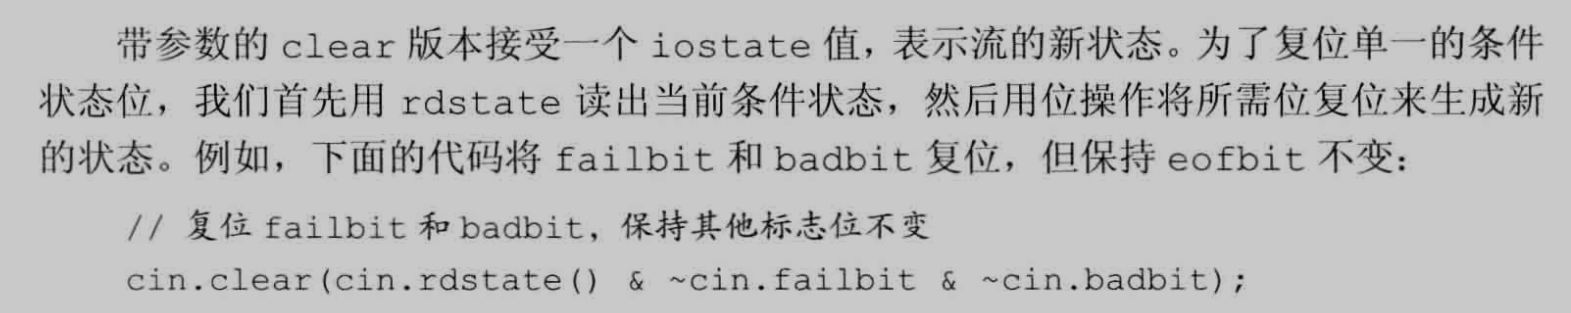 带参数的 clear 版本接受一个 iostate 值，表示流的新状态。为了复位单一的条件
状态位，我们首先用 rdstate 读出当前条件状态，然后用位操作将所需位复位来生成新
的状态。例如，下面的代码将 failbit 和 badbit 复位，但保持 eofbit 不变：
// 复位 failbit 和 badbit，保持其他标志位不变
cin.clear(cin.rdstate() & ~cin.failbit & ~cin.badbit);